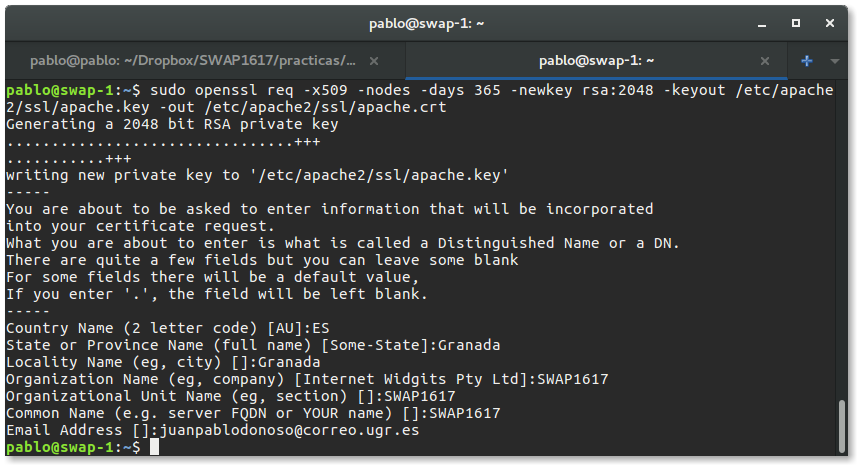 pablo@swap-1: ~
pablo@pablo: ~/Dropbox/SWAP1617/practicas/...
pablo@swap-1: ~
pablo@swap-1:~$ sudo openssl req -x509 -nodes -days 365 -newkey rsa:2048 -keyout /etc/apache
2/ssl/apache.key -out /etc/apache2/ssl/apache.crt
Generating a 2048 bit RSA private key
................................+++
...........+++
writing new private key to '/etc/apache2/ssl/apache.key'
-----
You are about to be asked to enter information that will be incorporated
into your certificate request.
What you are about to enter is what is called a Distinguished Name or a DN.
There are quite a few fields but you can leave some blank
For some fields there will be a default value,
If you enter '.', the field will be left blank.
-----
Country Name (2 letter code) [AU]:ES
State or Province Name (full name) [Some-State]:Granada
Locality Name (eg, city) []:Granada
Organization Name (eg, company) [Internet Widgits Pty Ltd]:SWAP1617
Organizational Unit Name (eg, section) []:SWAP1617
Common Name (e.g. server FQDN or YOUR name) []:SWAP1617
Email Address []:juanpablodonoso@correo.ugr.es
pablo@swap-1:~$